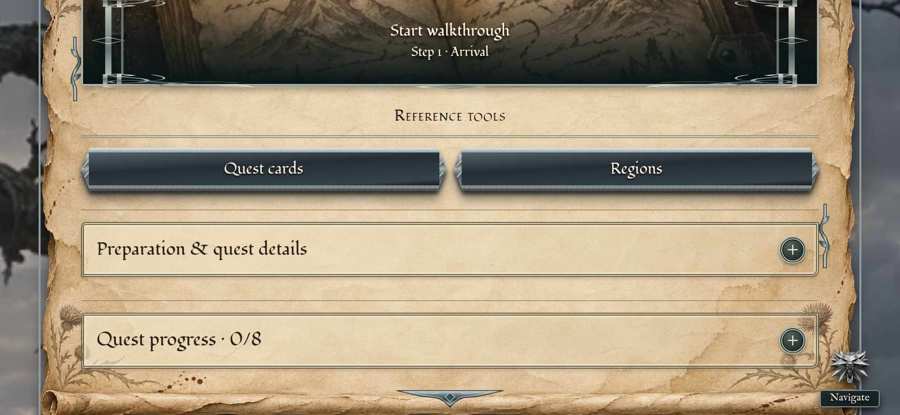 Start walkthrough
Step 1 · Arrival
Reference tools
Quest cards
Regions
Preparation & quest details
Quest progress · 0/8
Navigate